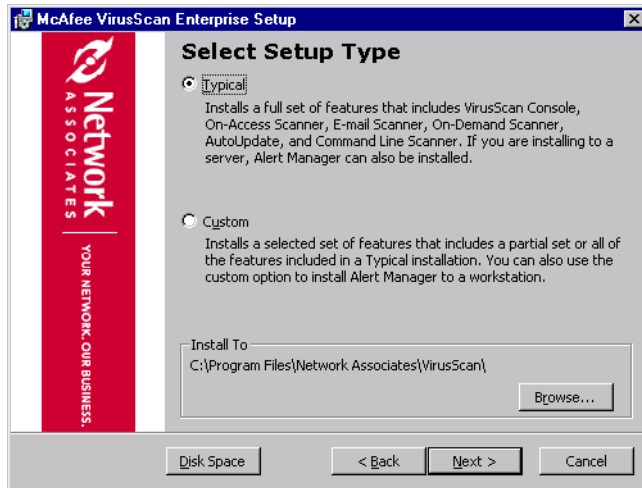 McAfee VirusScan Enterprise Setup
Network
ASSOCIATES
YOUR NETWORK. OUR BUSINESS.
Select Setup Type
Typical
Installs a full set of features that includes VirusScan Console,
On-Access Scanner, E-mail Scanner, On-Demand Scanner,
AutoUpdate, and Command Line Scanner. If you are installing to a
server, Alert Manager can also be installed.
Custom
Installs a selected set of features that includes a partial set or all of
the features included in a Typical installation. You can also use the
custom option to install Alert Manager to a workstation.
Install To
C:\Program Files\Network Associates\VirusScan\
Browse...
Disk Space
< Back
Next >
Cancel